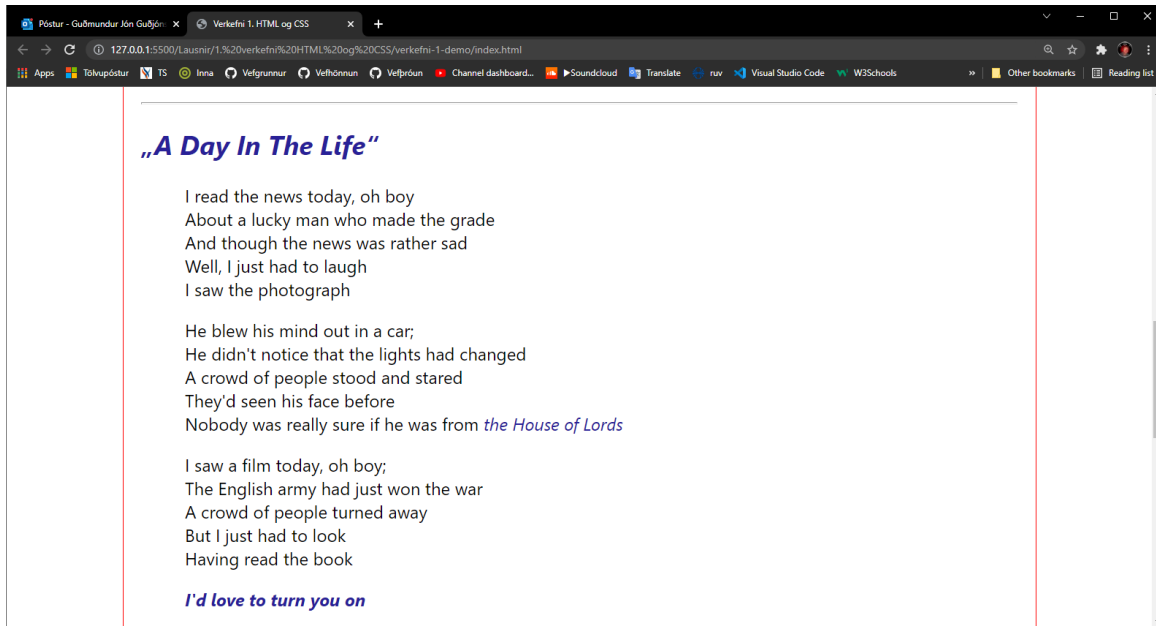 Póstur - Guðmundur Jón Guðjón
Verkefni 1. HTML og CSS
127.0.0.1:5500/Lausnir/1.%20verkefni%20HTML%20og%20CSS/verkefni-1-demo/index.html
Apps Tölvupóstur TS Inna Vefgrunnur Vefhönnun Vefþróun Channel dashboard... ▶Soundcloud Translate ruv Visual Studio Code W3Schools » Other bookmarks Reading list
„A Day In The Life“
I read the news today, oh boy
About a lucky man who made the grade
And though the news was rather sad
Well, I just had to laugh
I saw the photograph
He blew his mind out in a car;
He didn't notice that the lights had changed
A crowd of people stood and stared
They'd seen his face before
Nobody was really sure if he was from the House of Lords
I saw a film today, oh boy;
The English army had just won the war
A crowd of people turned away
But I just had to look
Having read the book
I'd love to turn you on